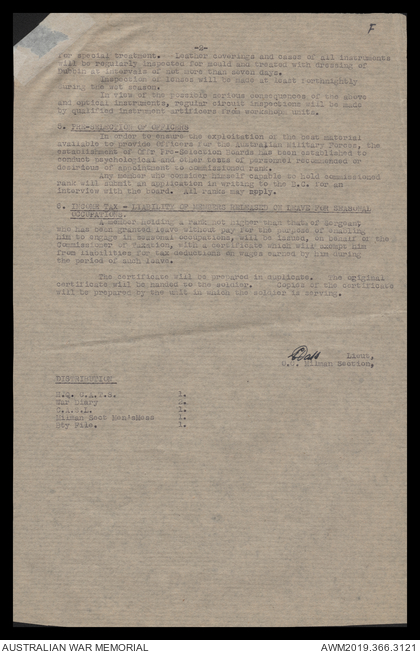 F
-2-
for special treatment. Leather coverings and cases of all instruments
will be regularly inspected for mould and treated with dressing of
at intervals of not more than seven days.
Inspection of lenses will be made at least fortnightly
during the wet season.
In view of the possible serious consequences of the above
and optical instruments, regular circuit inspections will be made
by qualified instrument artificers from workshop units.
5. PRE-SELECTION OF OFFICERS
In order to ensure the exploitation of the best material
available to provide officers for the Australian Military Forces, the
establishment of Pre-Selection Boards has been established to
conduct psychological and other tests of personnel recommended or
desirous of appointment to commissioned rank.
Any member who consider himself capable to hold commissioned
rank will submit an application in writing to the O.C. for an
interview with the board. All ranks may apply.
6. INCOME TAX - LIABILITY OF MEMBERS ON LEAVE FOR SEASONAL
OCCUPATIONS.
A member holding a rank not higher than that of Sergeant
who has been granted leave without pay for the purpose of enabling
him to engage in seasonal occupations, will be issued, on behalf of the
Commissioner of Taxation, with a certificate which will exempt him
from liabilities for tax deductions on wages earned by him during
the period of such leave.
The certificate will be prepared in duplicate. The original
certificate will be handed to the soldier. Copies of the certificate
will be prepared by the unit in which the soldier is serving.
Lieut,
Section,
DISTRIBUTION
1.
War Diary
1.
Sect
1.
File. 1.
AUSTRALIAN WAR MEMORIAL
AWM2019.366.3121